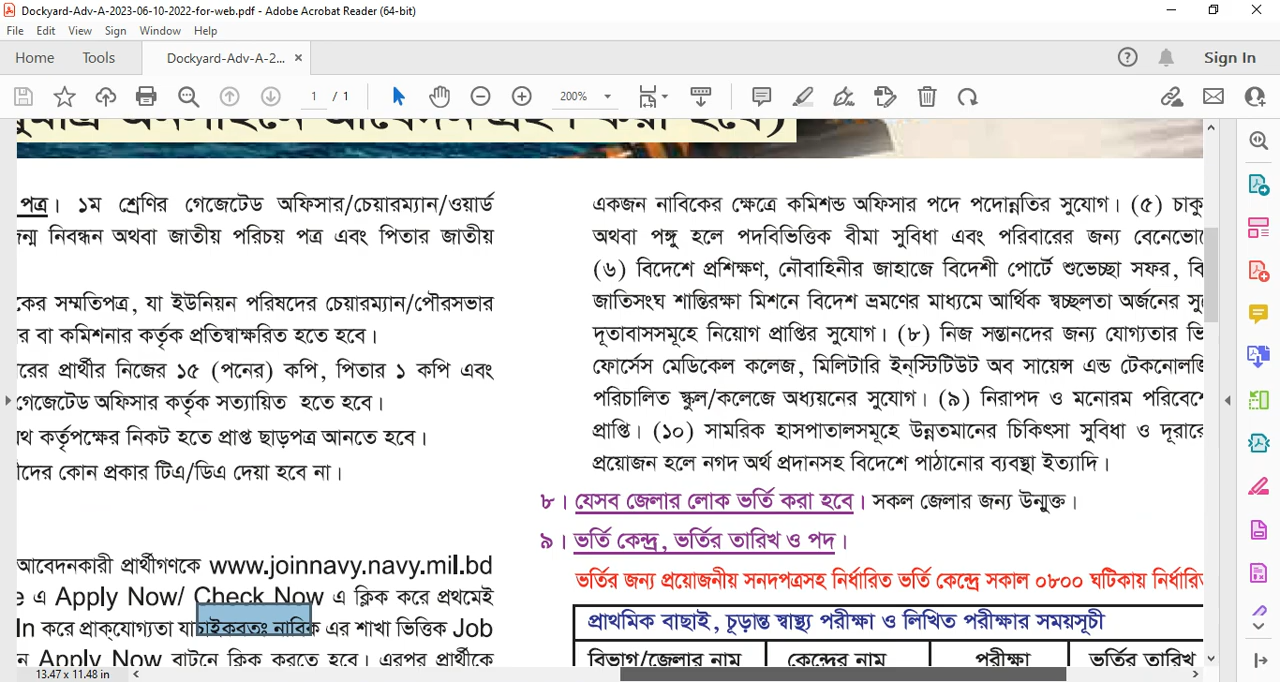 Dockyard-Adv-A-2023-06-10-2022-for-web.pdf - Adobe Acrobat Reader (64-bit)
File Edit View Sign Window Help
Home Tools Dockyard-Adv-A-2... × Sign In
1 / 1 200%
অনলাইনে আবেদন গ্রহণ করা হবে)
পত্র। ১ম শ্রেণির গেজেটেড অফিসার/চেয়ারম্যান/ওয়ার্ড
নিবন্ধন অথবা জাতীয় পরিচয় পত্র এবং পিতার জাতীয়
কের সম্মতিপত্র, যা ইউনিয়ন পরিষদের চেয়ারম্যান/পৌরসভার
র বা কমিশনার কর্তৃক প্রতিস্বাক্ষরিত হতে হবে।
রের প্রার্থীর নিজের ১৫ (পনের) কপি, পিতার ১ কপি এবং
গেজেটেড অফিসার কর্তৃক সত্যায়িত হতে হবে।
কর্তৃপক্ষের নিকট হতে প্রাপ্ত ছাড়পত্র আনতে হবে।
দের কোন প্রকার টিএ/ডিএ দেয়া হবে না।
আবেদনকারী প্রার্থীগণকে www.joinnavy.navy.mil.bd
e এ Apply Now/ Check Now এ ক্লিক করে প্রথমেই
In করে প্রাক্‌যোগ্যতা যাচাইকরতঃ নাবিক এর শাখা ভিত্তিক Job
ন Apply Now বাটনে ক্লিক করতে হবে। এরপর প্রার্থীকে
একজন নাবিকের ক্ষেত্রে কমিশন্ড অফিসার পদে পদোন্নতির সুযোগ। (৫) চাকু
অথবা পঙ্গু হলে পদবিভিত্তিক বীমা সুবিধা এবং পরিবারের জন্য বেনেভো
(৬) বিদেশে প্রশিক্ষণ, নৌবাহিনীর জাহাজে বিদেশী পোর্টে শুভেচ্ছা সফর, বি
জাতিসংঘ শান্তিরক্ষা মিশনে বিদেশ ভ্রমণের মাধ্যমে আর্থিক স্বচ্ছলতা অর্জনের সু
দূতাবাসসমূহে নিয়োগ প্রাপ্তির সুযোগ। (৮) নিজ সন্তানদের জন্য যোগ্যতার ভি
ফোর্সেস মেডিকেল কলেজ, মিলিটারি ইন্‌স্টিটিউট অব সায়েন্স এন্ড টেকনোলজি
পরিচালিত স্কুল/কলেজে অধ্যয়নের সুযোগ। (৯) নিরাপদ ও মনোরম পরিবেশে
প্রাপ্তি। (১০) সামরিক হাসপাতালসমূহে উন্নতমানের চিকিৎসা সুবিধা ও দূরারে
প্রয়োজন হলে নগদ অর্থ প্রদানসহ বিদেশে পাঠানোর ব্যবস্থা ইত্যাদি।
৮। যেসব জেলার লোক ভর্তি করা হবে। সকল জেলার জন্য উন্মুক্ত।
৯। ভর্তি কেন্দ্র, ভর্তির তারিখ ও পদ।
ভর্তির জন্য প্রয়োজনীয় সনদপত্রসহ নির্ধারিত ভর্তি কেন্দ্রে সকাল ০৮০০ ঘটিকায় নির্ধারিত
প্রাথমিক বাছাই, চূড়ান্ত স্বাস্থ্য পরীক্ষা ও লিখিত পরীক্ষার সময়সূচী
বিভাগ/জেলার নাম কেন্দ্রের নাম পরীক্ষা ভর্তির তারিখ
13.47 x 11.48 in